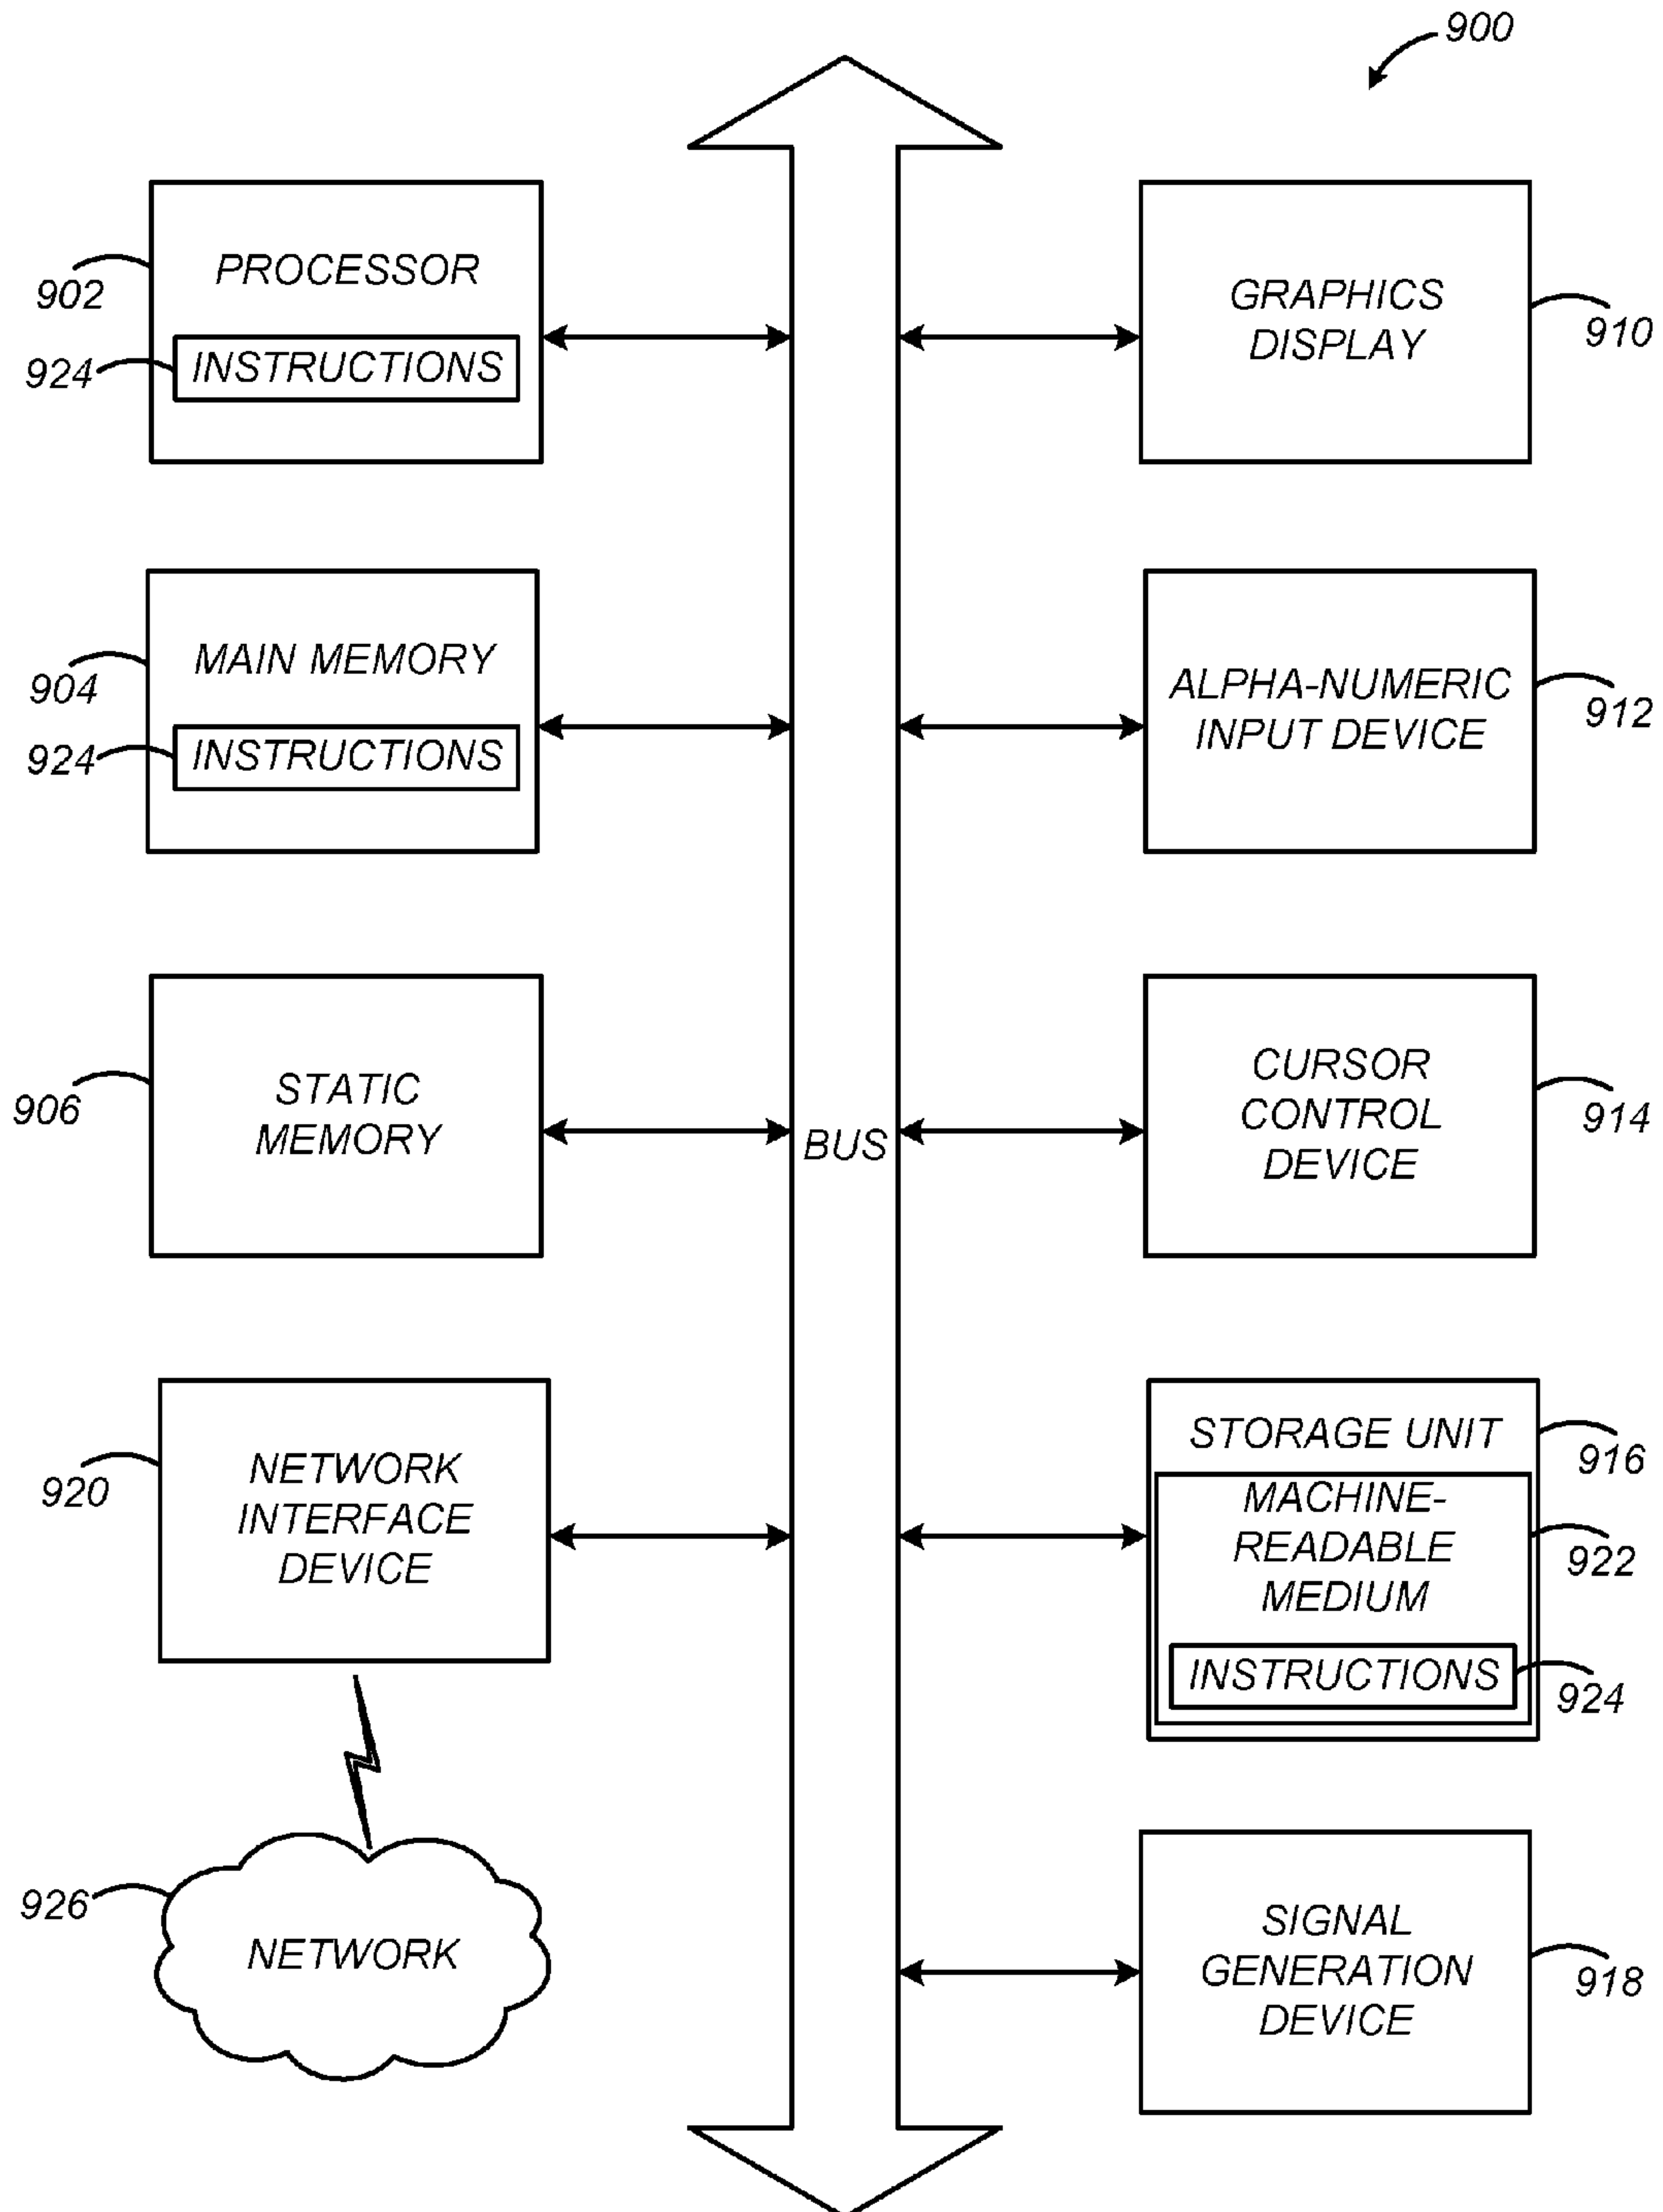 900
PROCESSOR
902
924
INSTRUCTIONS
GRAPHICS
DISPLAY
910
MAIN MEMORY
904
924
INSTRUCTIONS
ALPHA-NUMERIC
INPUT DEVICE
912
STATIC
MEMORY
906
BUS
CURSOR
CONTROL
DEVICE
914
NETWORK
INTERFACE
DEVICE
920
STORAGE UNIT
916
MACHINE-
READABLE
MEDIUM
922
INSTRUCTIONS
924
926
NETWORK
SIGNAL
GENERATION
DEVICE
918